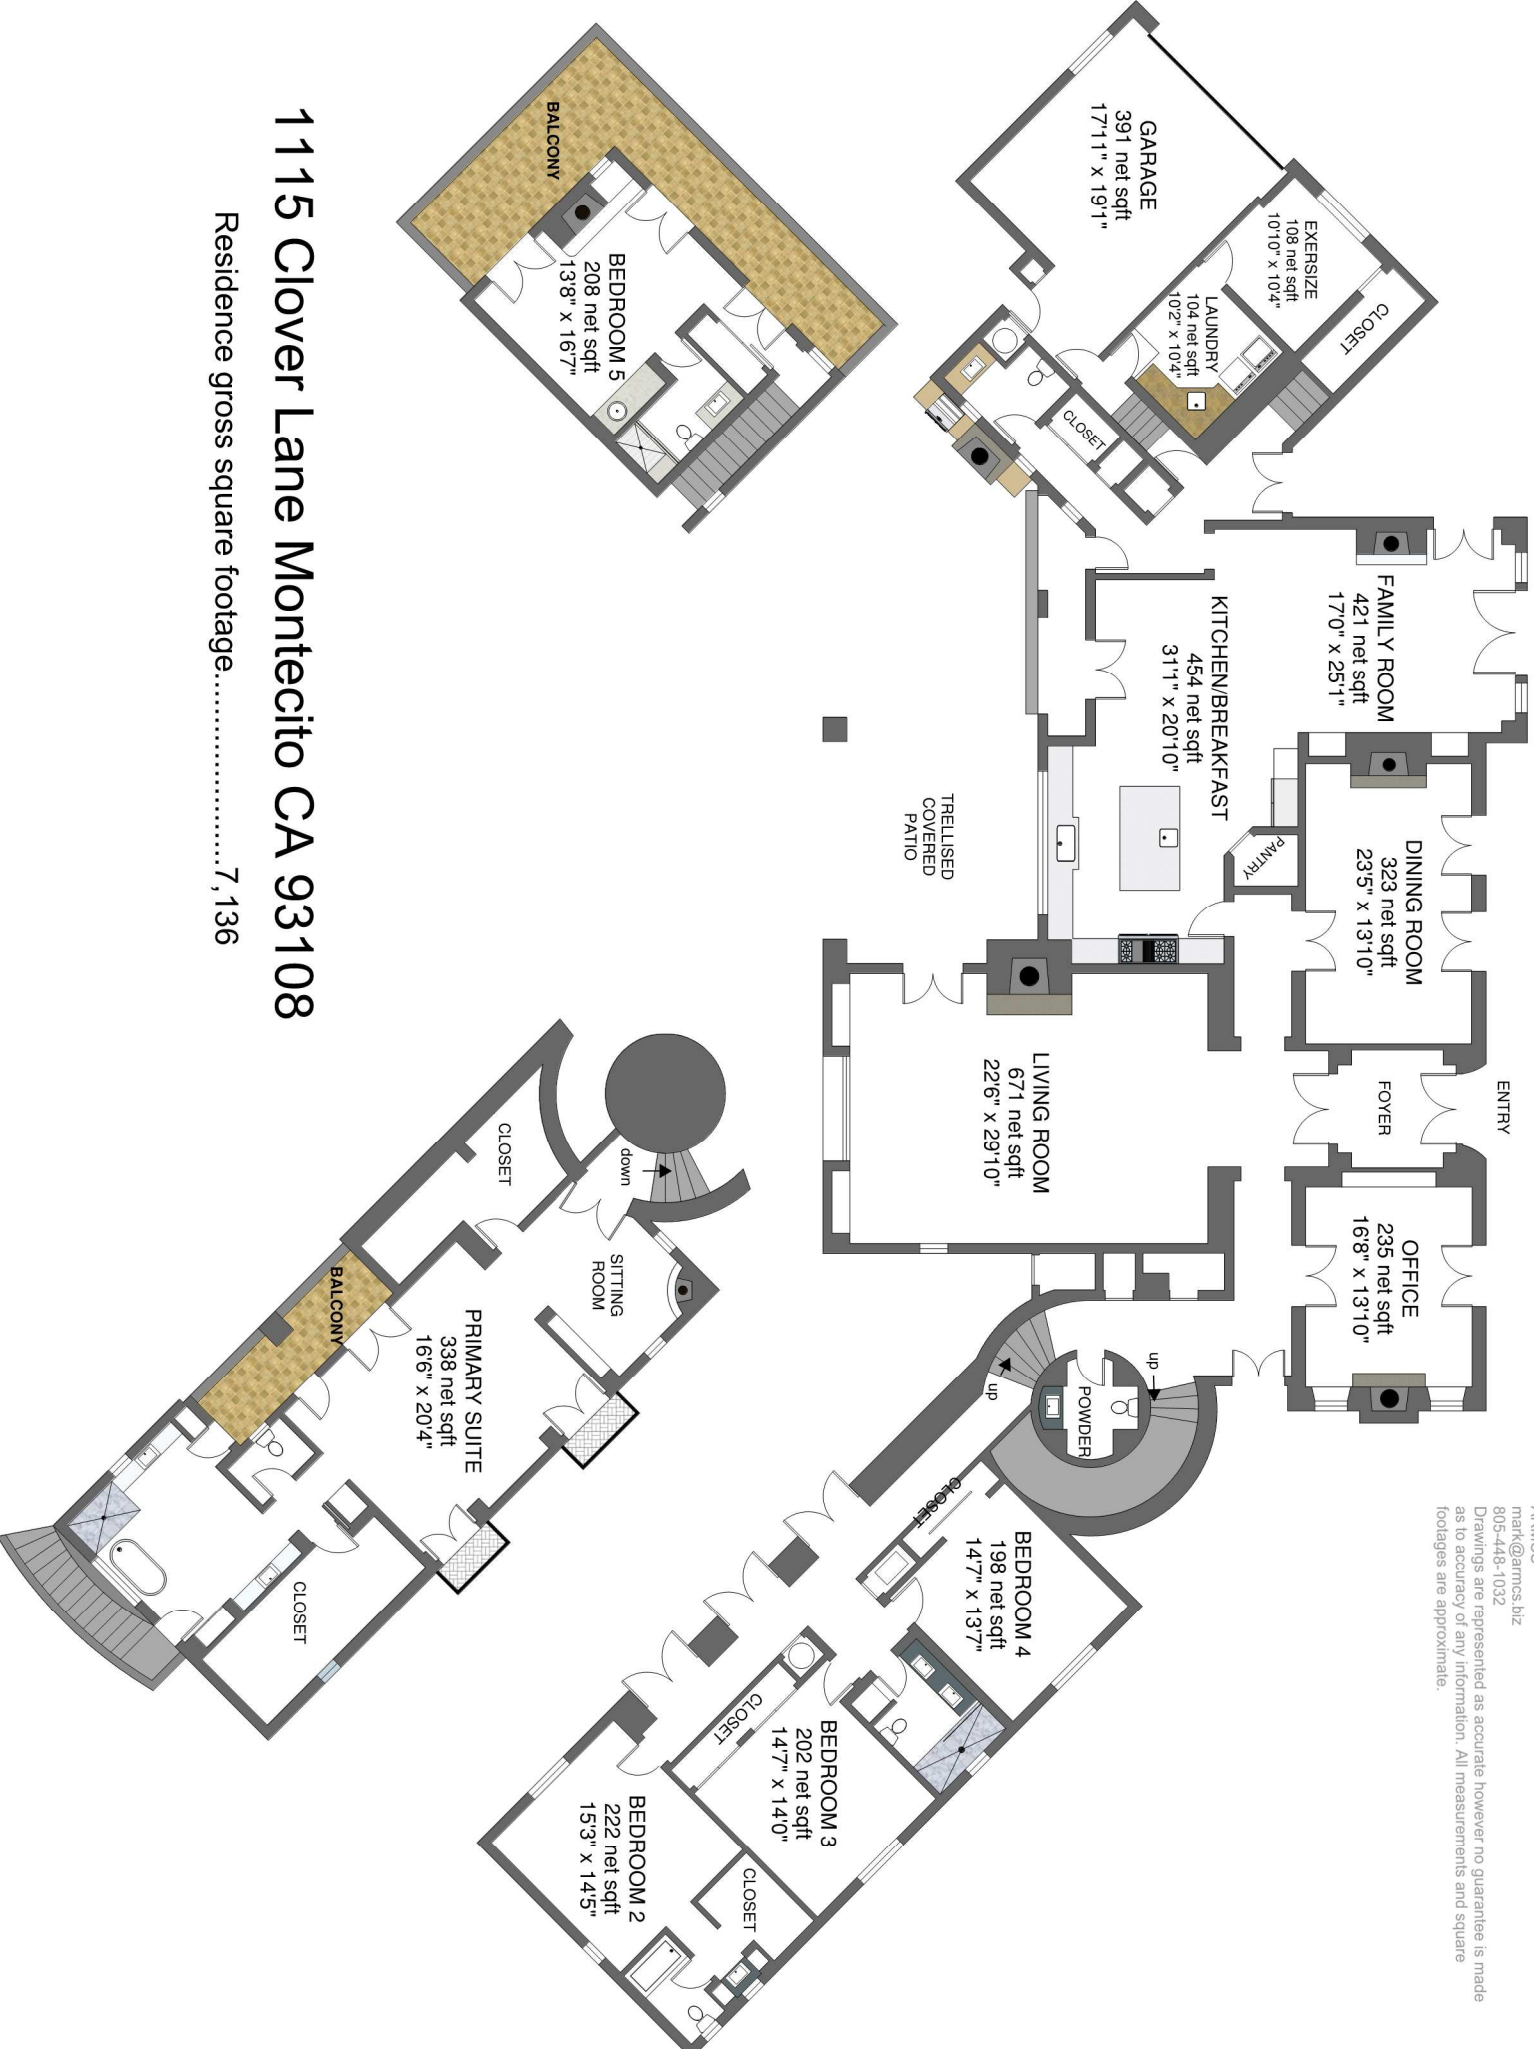 GARAGE
391 net sqft
17'11" x 19'1"
EXERSIZE
108 net sqft
10'10" x 10'4"
CLOSET
LAUNDRY
104 net sqft
10'2" x 10'4"
CLOSET
FAMILY ROOM
421 net sqft
17'0" x 25'1"
KITCHEN/BREAKFAST
454 net sqft
31'1" x 20'10"
PANTRY
DINING ROOM
323 net sqft
23'5" x 13'10"
ENTRY
FOYER
OFFICE
235 net sqft
16'8" x 13'10"
LIVING ROOM
671 net sqft
22'6" x 29'10"
TRELLISED
COVERED
PATIO
up
up
POWDER
CLOSET
BEDROOM 4
198 net sqft
14'7" x 13'7"
BEDROOM 3
202 net sqft
14'7" x 14'0"
CLOSET
BEDROOM 2
222 net sqft
15'3" x 14'5"
CLOSET
BALCONY
BEDROOM 5
208 net sqft
13'8" x 16'7"
down
CLOSET
SITTING
ROOM
BALCONY
PRIMARY SUITE
338 net sqft
16'6" x 20'4"
CLOSET
1115 Clover Lane Montecito CA 93108
Residence gross square footage........................7,136
mark@armcs.biz
805-448-1032
Drawings are represented as accurate however no guarantee is made
as to accuracy of any information. All measurements and square
footages are approximate.